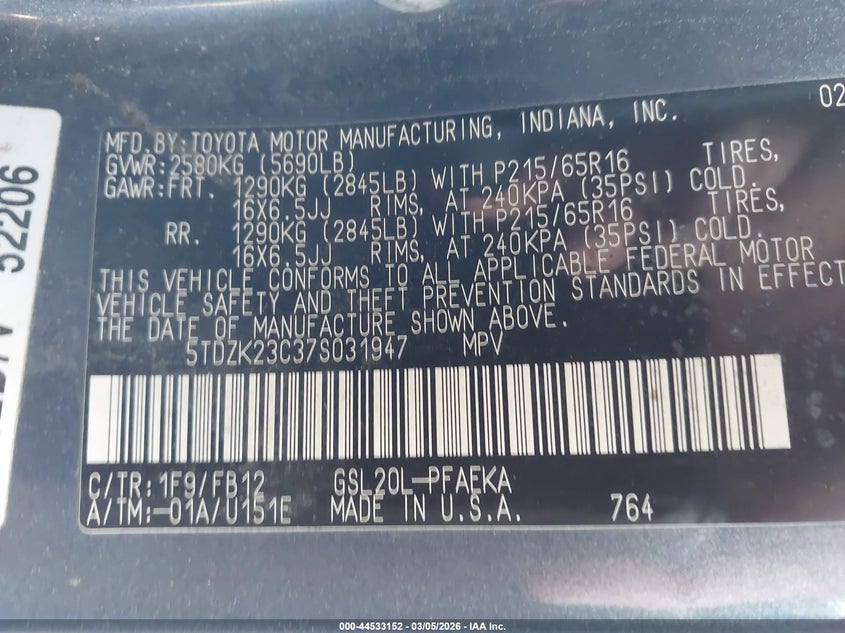 02
MFD.BY:TOYOTA MOTOR MANUFACTURING, INDIANA, INC.
GVWR:2580KG (5690LB)
GAWR:FRT. 1290KG (2845LB) WITH P215/65R16 TIRES,
16X6.5JJ RIMS, AT 240KPA (35PSI) COLD.
RR. 1290KG (2845LB) WITH P215/65R16 TIRES,
16X6.5JJ RIMS, AT 240KPA (35PSI) COLD.
THIS VEHICLE CONFORMS TO ALL APPLICABLE FEDERAL MOTOR
VEHICLE SAFETY AND THEFT PREVENTION STANDARDS IN EFFECT
THE DATE OF MANUFACTURE SHOWN ABOVE.
5TDZK23C37S031947 MPV
C/TR:1F9/FB12 GSL20L-PFAEKA
A/TM:-01A/U151E MADE IN U.S.A. 764
52206
000-44533152 - 03/05/2026 - IAA Inc.